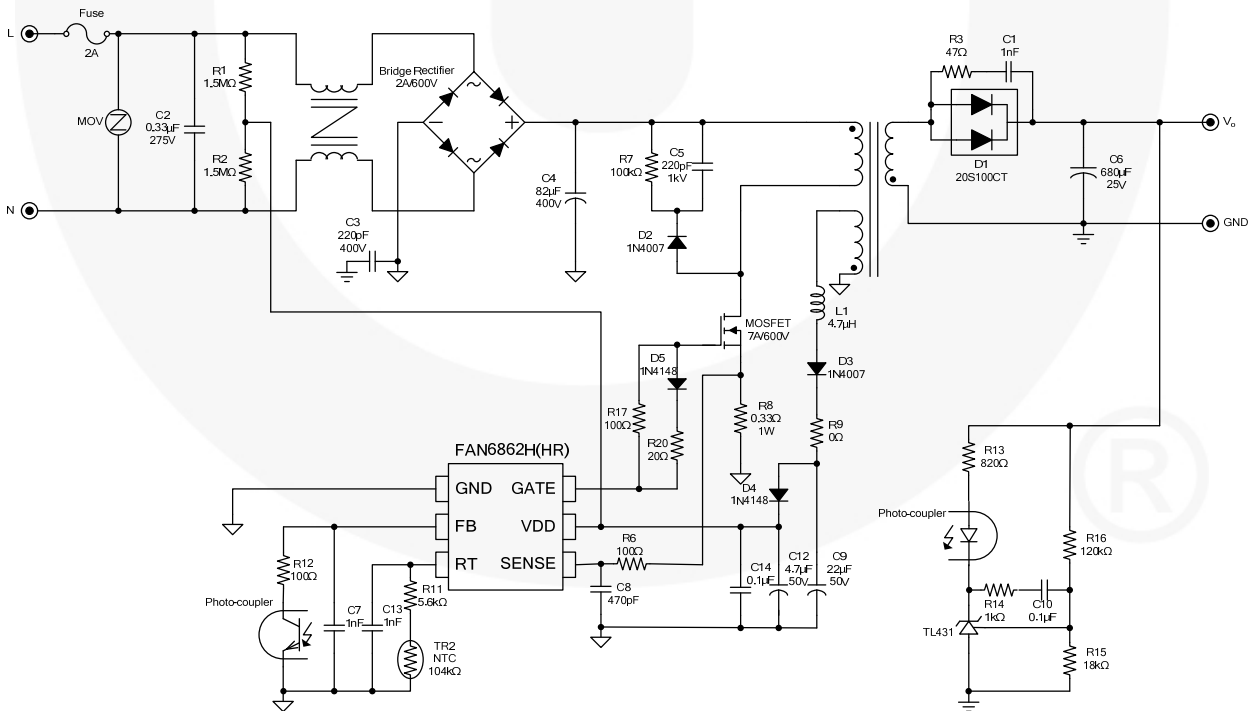 Fuse
L
2A
MOV
C2
0.33µF
275V
R1
1.5MΩ
R2
1.5MΩ
N
Bridge Rectifier
2A/600V
C3
220pF
400V
C4
82µF
400V
R7
100kΩ
C5
220pF
1kV
D2
1N4007
R3
47Ω
C1
1nF
D1
20S100CT
C6
680µF
25V
Vo
GND
L1
4.7µH
MOSFET
7A/600V
D3
1N4007
D5
1N4148
R17
100Ω
R20
20Ω
R8
0.33Ω
1W
R9
0Ω
D4
1N4148
FAN6862H(HR)
GND
GATE
FB
VDD
RT
SENSE
R6
100Ω
C8
470pF
C14
0.1µF
C12
4.7µF
50V
C9
22µF
50V
R12
100Ω
Photo-coupler
C7
1nF
C13
1nF
R11
5.6kΩ
TR2
NTC
104kΩ
R13
820Ω
Photo-coupler
R16
120kΩ
R14
1kΩ
C10
0.1µF
TL431
R15
18kΩ
®